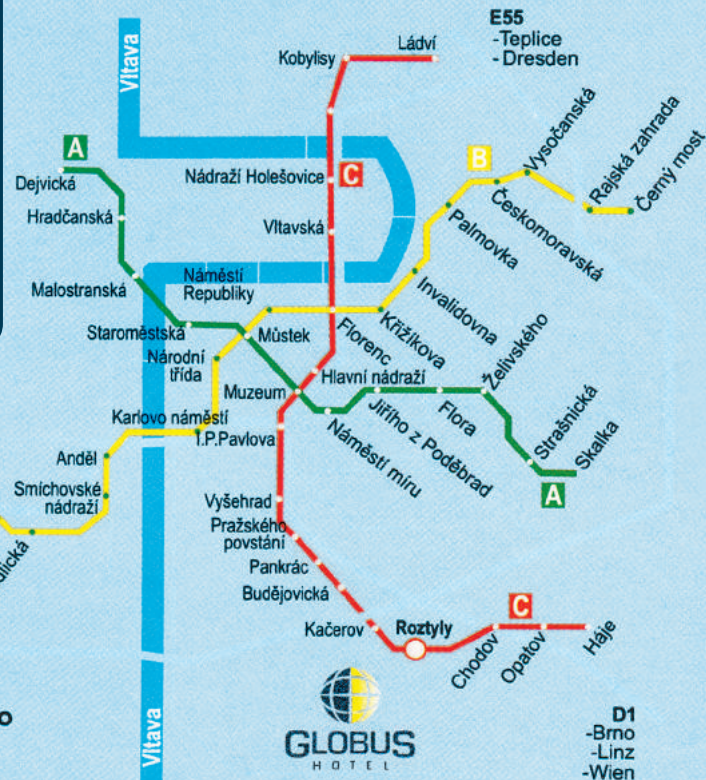 E55
-Teplice
- Dresden
Vltava
Kobylisy
Ládví
A
Dejvická
Hradčanská
Malostranská
Staroměstská
Nádraží Holešovice
C
Vltavská
Náměstí
Republiky
B
Vysočanská
Rajská zahrada
Černý most
Českomoravská
Palmovka
Invalidovna
Křižíkova
Florenc
Můstek
Národní
třída
Muzeum
Hlavní nádraží
Karlovo náměstí
I.P.Pavlova
Náměstí míru
Jiřího z Poděbrad
Flora
Želivského
Strašnická
Skalka
A
Anděl
Smíchovské
nádraží
Vyšehrad
Pražského
povstání
Pankrác
Budějovická
Kačerov
Roztyly
C
Chodov
Opatov
Háje
Vltava
GLOBUS
HOTEL
D1
-Brno
-Linz
-Wien